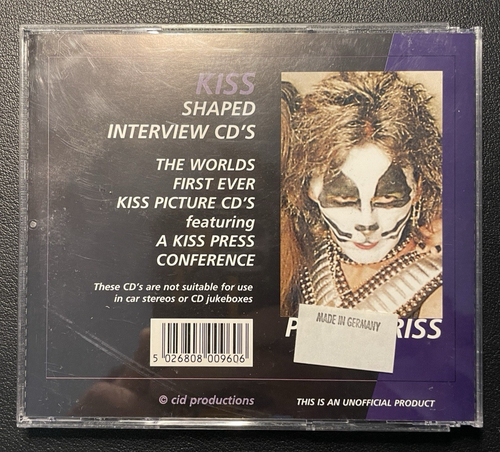 KISS
SHAPED
INTERVIEW CD'S
THE WORLDS
FIRST EVER
KISS PICTURE CD'S
featuring
A KISS PRESS
CONFERENCE
These CD's are not suitable for use
in car stereos or CD jukeboxes
5 026808 009606
MADE IN GERMANY
RISS
© cid productions
THIS IS AN UNOFFICIAL PRODUCT